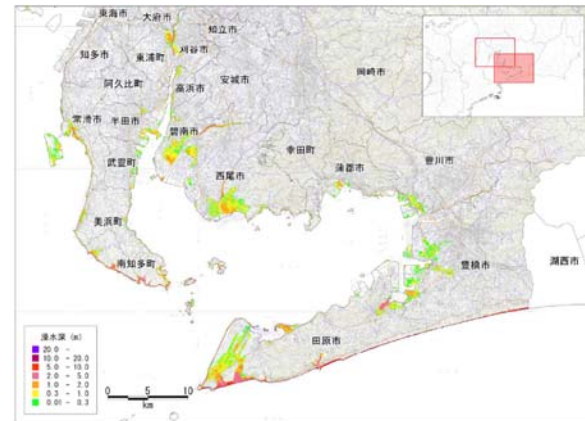 東海市
大府市
知立市
知多市
東浦町
刈谷市
岡崎市
阿久比町
高浜市
安城市
常滑市
半田市
碧南市
幸田町
武豊町
西尾市
蒲郡市
豊川市
美浜町
豊橋市
湖西市
南知多町
田原市
浸水深 (m)
20.0 -
10.0 - 20.0
5.0 - 10.0
2.0 - 5.0
1.0 - 2.0
0.3 - 1.0
0.01 - 0.3
0 5 10
km